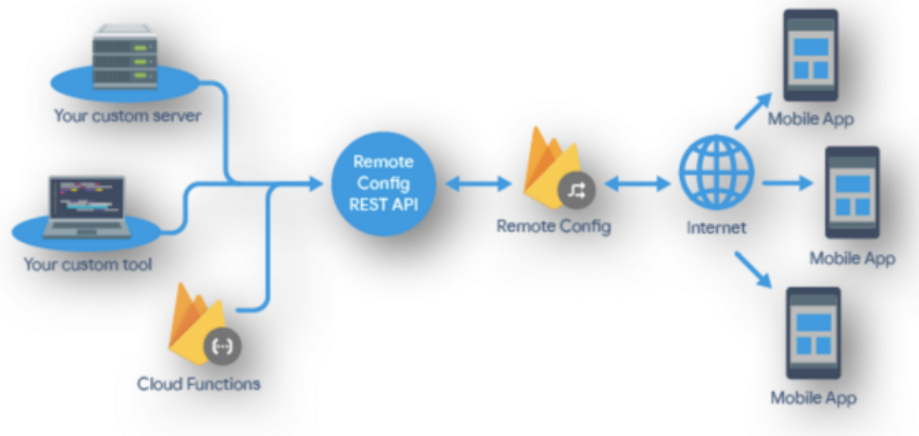 Your custom server
Your custom tool
Cloud Functions
Remote
Config
REST API
Remote Config
Internet
Mobile App
Mobile App
Mobile App